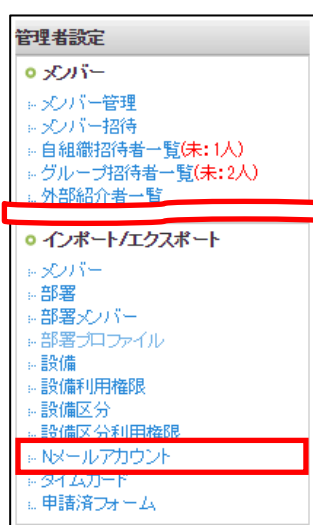 管理者設定
メンバー
メンバー管理
メンバー招待
自組織招待者一覧(未:1人)
グループ招待者一覧(未:2人)
外部紹介者一覧
インポート/エクスポート
メンバー
部署
部署メンバー
部署プロファイル
設備
設備利用権限
設備区分
設備区分利用権限
Nメールアカウント
タイムカード
申請済フォーム